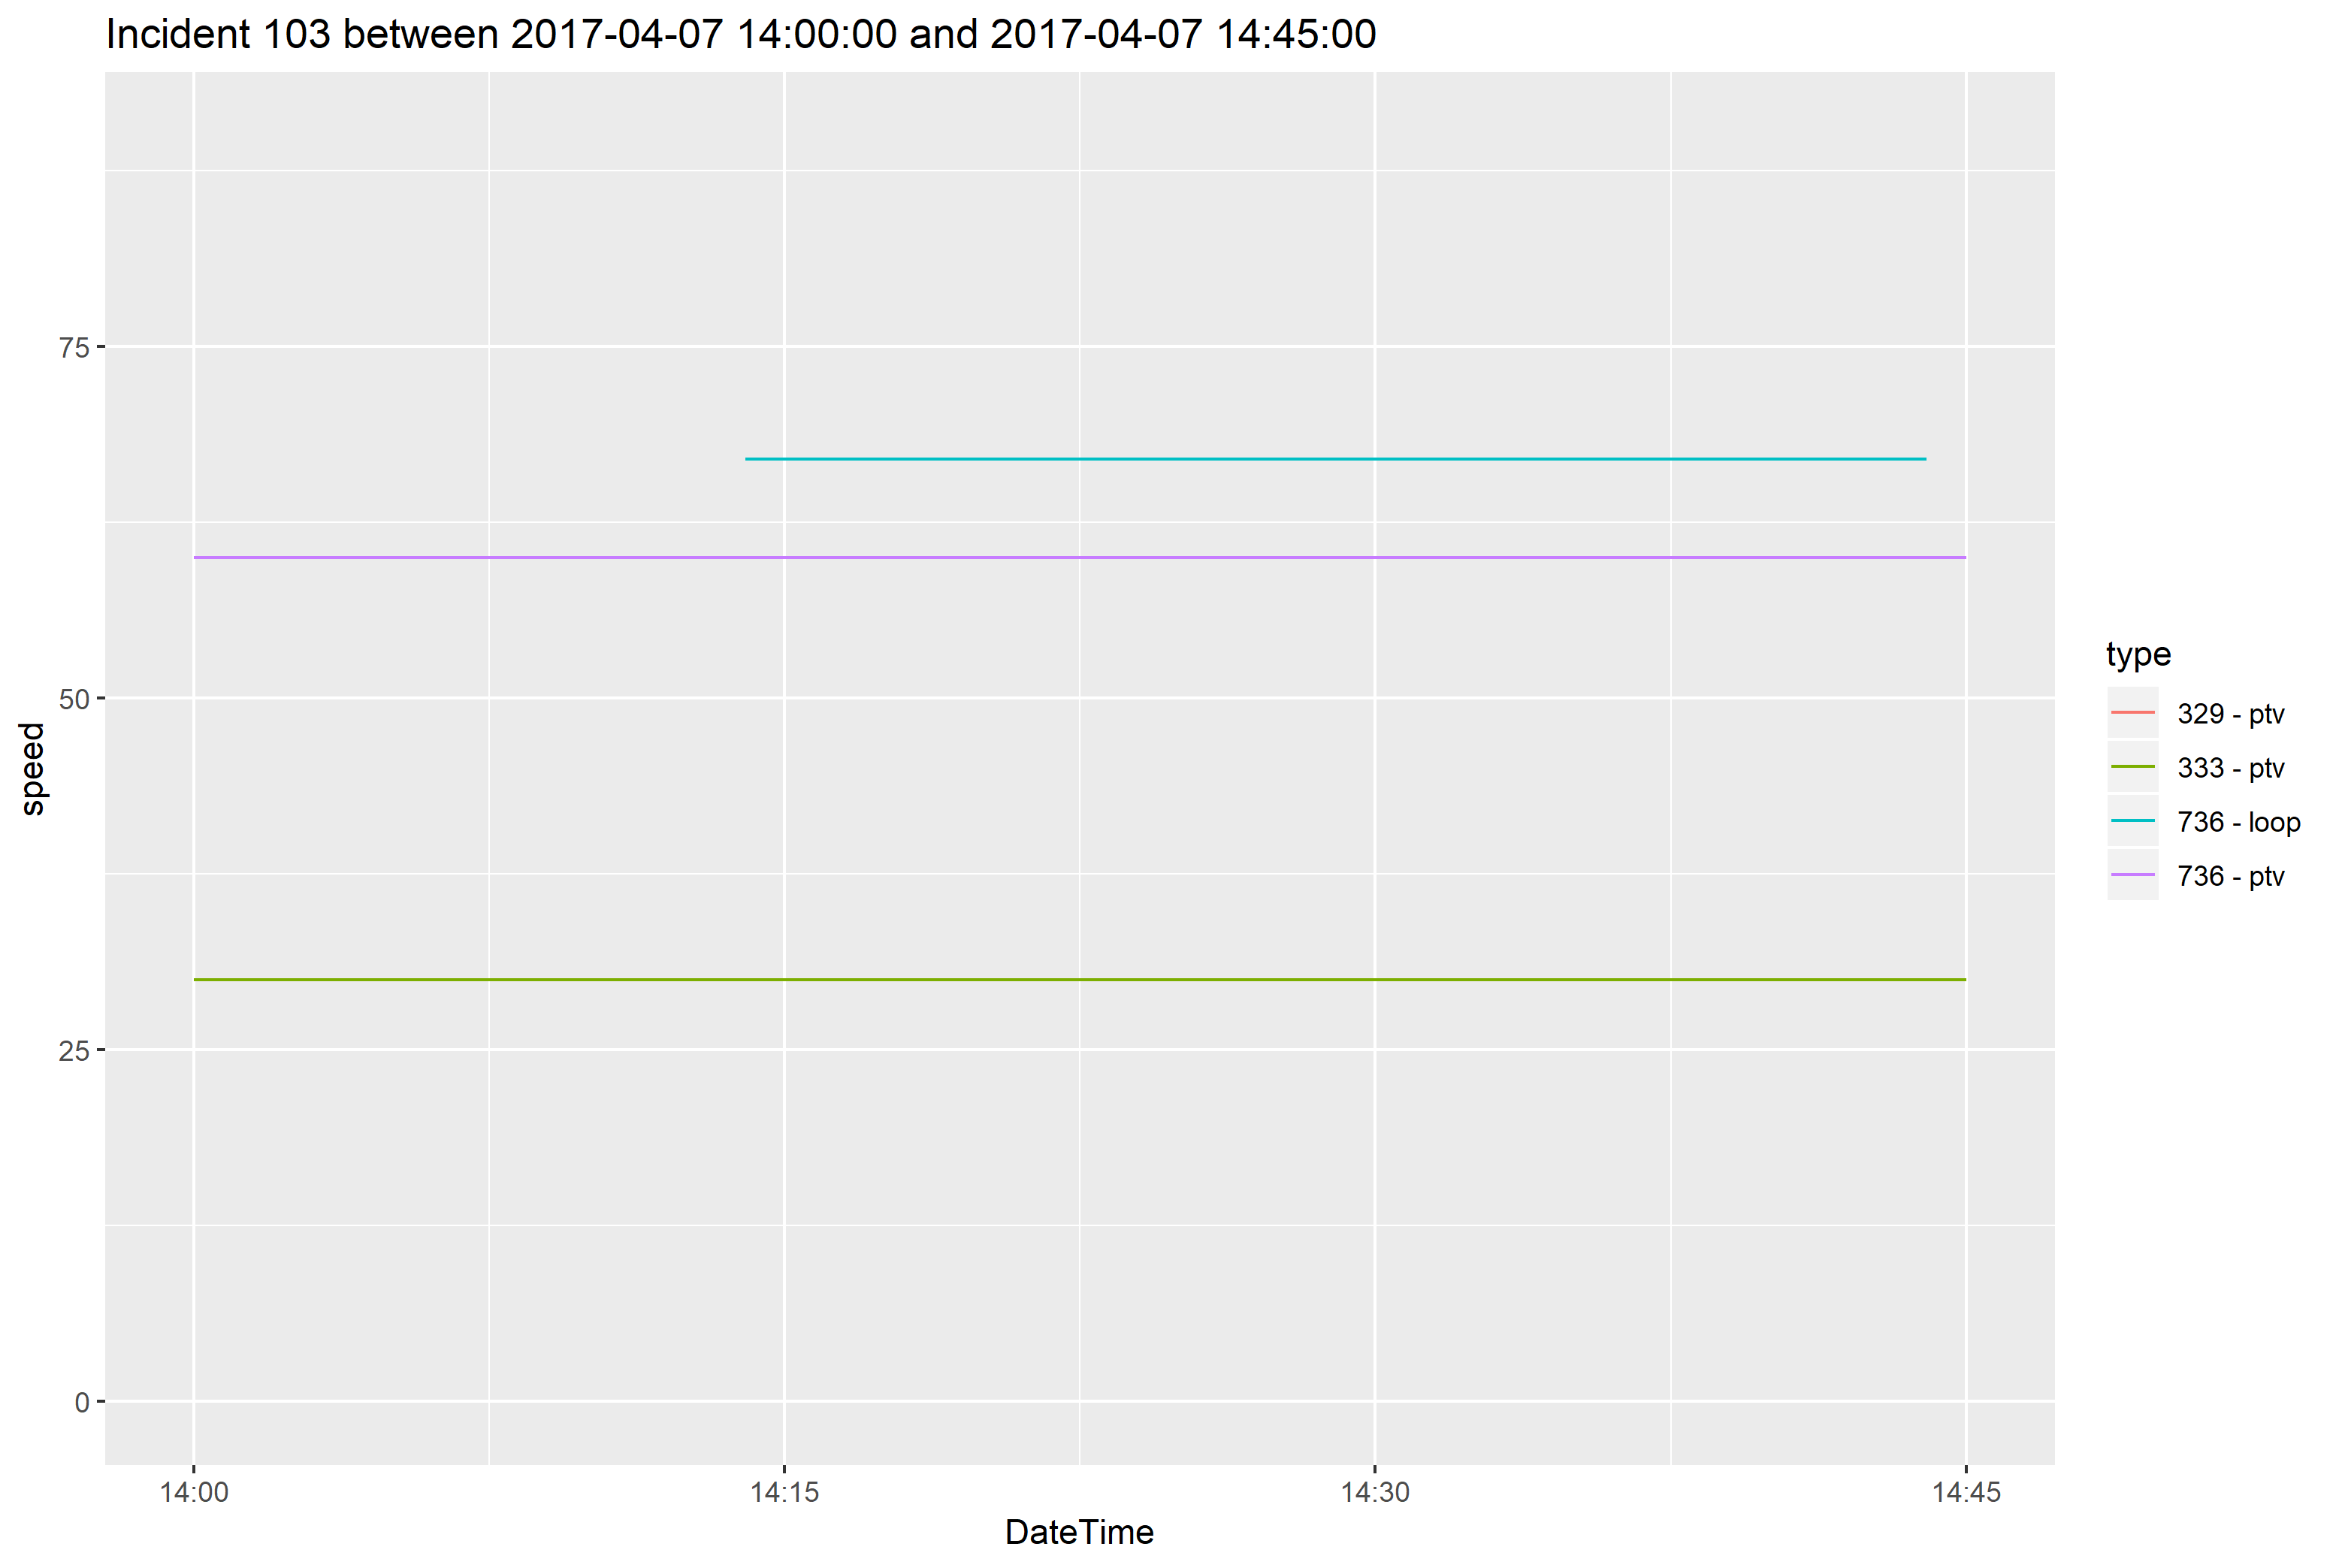 Incident 103 between 2017-04-07 14:00:00 and 2017-04-07 14:45:00
75
50
25
0
speed
14:00
14:15
14:30
14:45
DateTime
type
329 - ptv
333 - ptv
736 - loop
736 - ptv